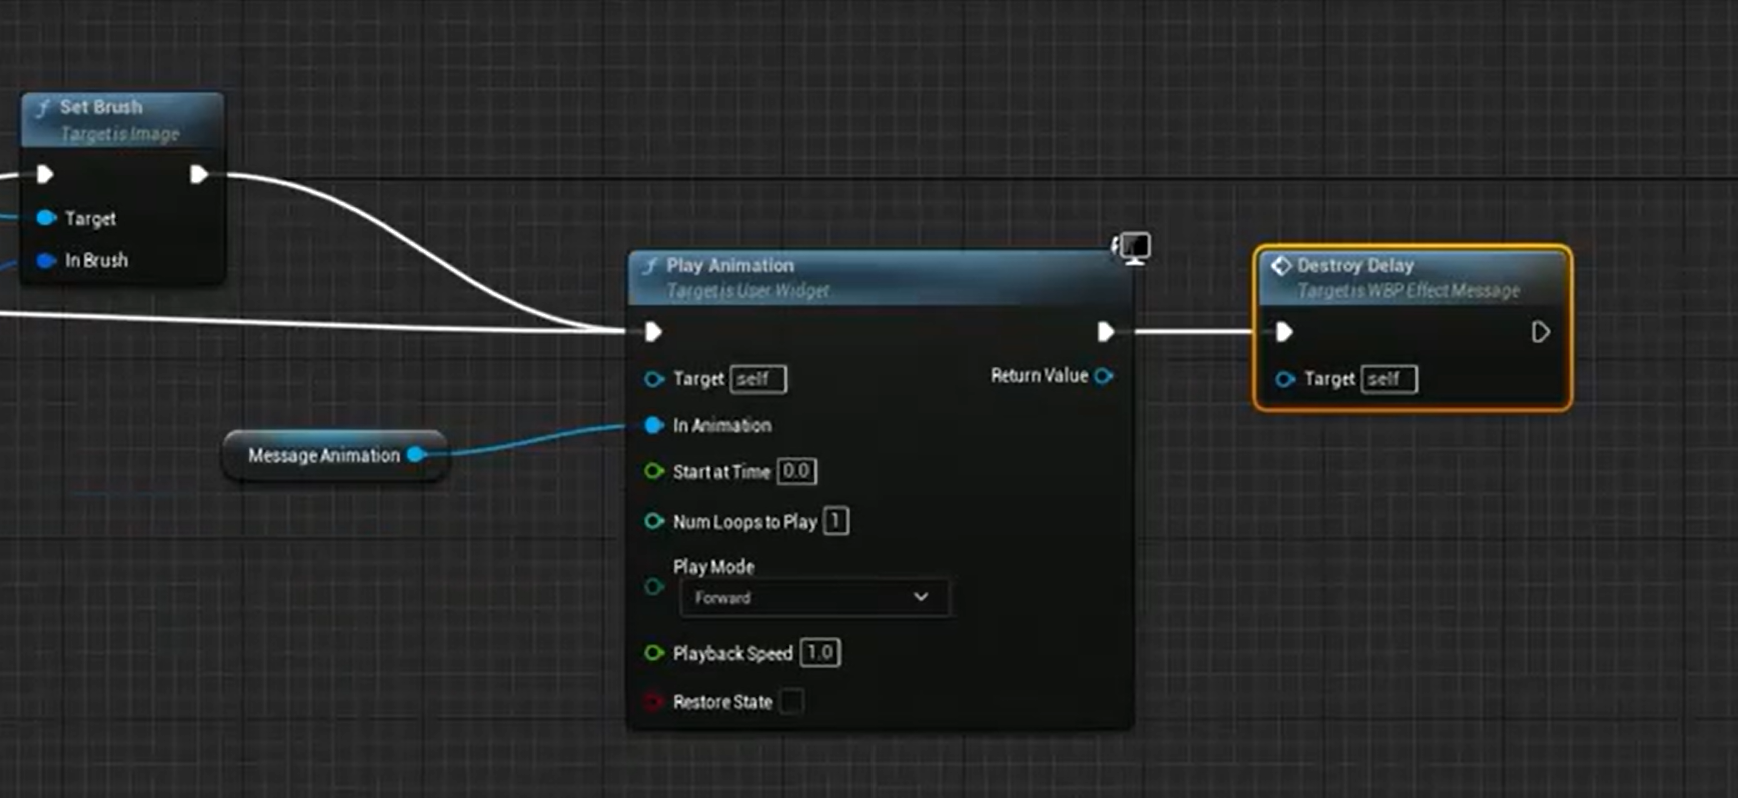 Set Brush
Target is Image
Target
In Brush
Play Animation
Target is User Widget
Target self
Return Value
In Animation
Start at Time 0.0
Num Loops to Play 1
Play Mode
Forward
Playback Speed 1.0
Restore State
Message Animation
Destroy Delay
Target is WBP Effect Message
Target self